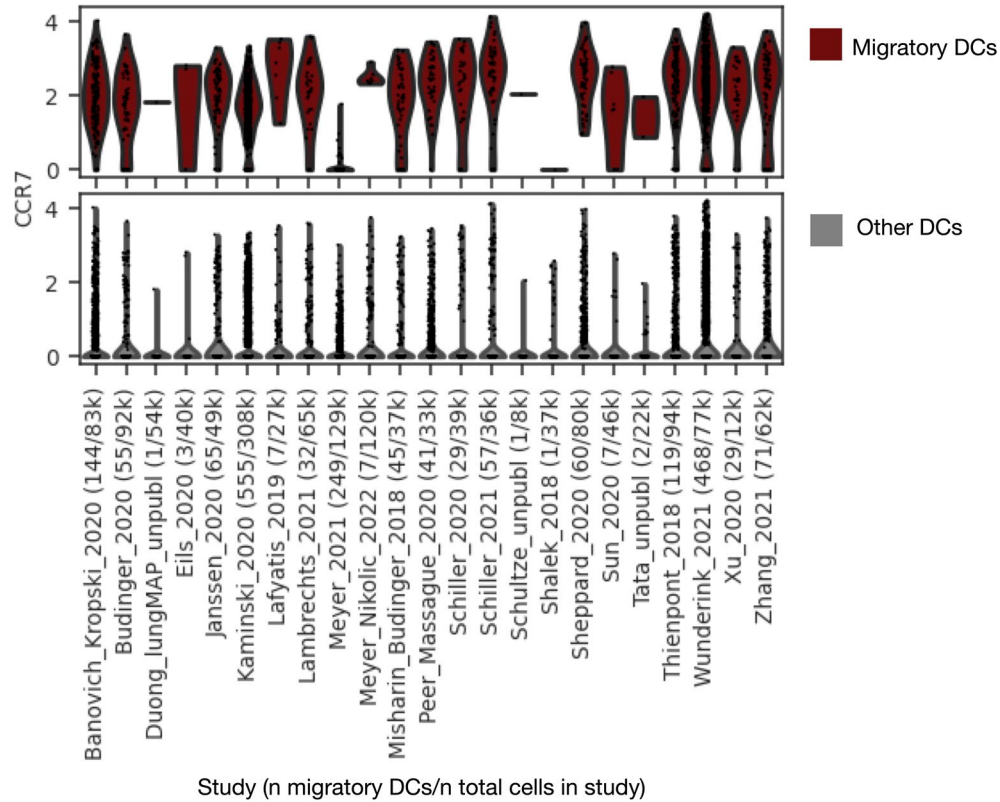 4
2
0
Migratory DCs
CCR7
4
2
0
Other DCs
Banovich_Kropski_2020 (144/83k)
Budinger_2020 (55/92k)
Duong_lungMAP_unpubl (1/54k)
Eils_2020 (3/40k)
Janssen_2020 (65/49k)
Kaminski_2020 (555/308k)
Lafyatis_2019 (7/27k)
Lambrechts_2021 (32/65k)
Meyer_2021 (249/129k)
Meyer_Nikolic_2022 (7/120k)
Misharin_Budinger_2018 (45/37k)
Peer_Massague_2020 (41/33k)
Schiller_2020 (29/39k)
Schiller_2021 (57/36k)
Schultze_unpubl (1/8k)
Shalek_2018 (1/37k)
Sheppard_2020 (60/80k)
Sun_2020 (7/46k)
Tata_unpubl (2/22k)
Thienpont_2018 (119/94k)
Wunderink_2021 (468/77k)
Xu_2020 (29/12k)
Zhang_2021 (71/62k)
Study (n migratory DCs/n total cells in study)